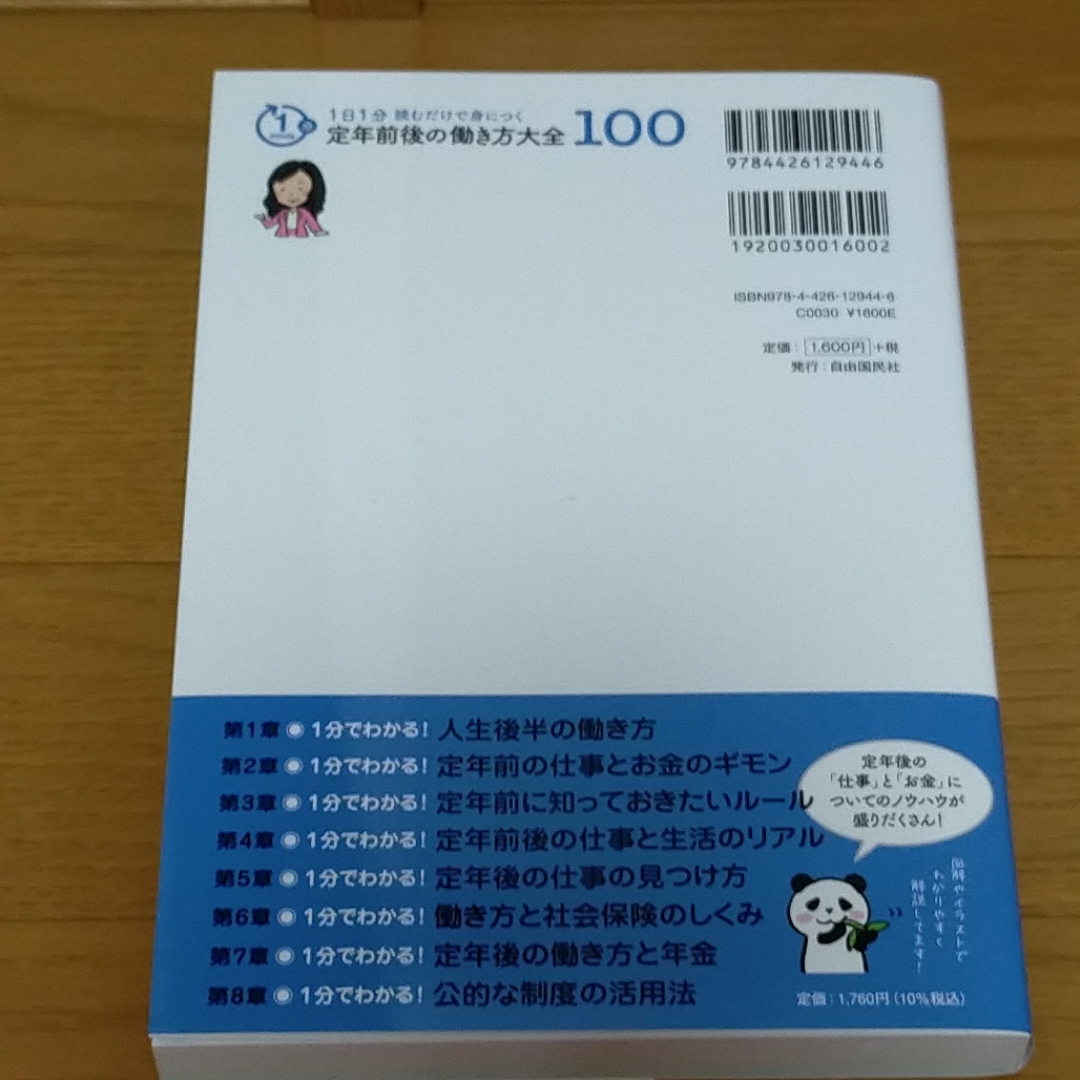 1
1日1分 読むだけで身につく
定年前後の働き方大全 100
9784426129446
1920030016002
ISBN978-4-426-12944-6
C0030 ¥1600E
定価：1,600円+税
発行：自由国民社
第1章 ◉ 1分でわかる！ 人生後半の働き方
第2章 ◉ 1分でわかる！ 定年前の仕事とお金のギモン
第3章 ◉ 1分でわかる！ 定年前に知っておきたいルール
第4章 ◉ 1分でわかる！ 定年前後の仕事と生活のリアル
第5章 ◉ 1分でわかる！ 定年後の仕事の見つけ方
第6章 ◉ 1分でわかる！ 働き方と社会保険のしくみ
第7章 ◉ 1分でわかる！ 定年後の働き方と年金
第8章 ◉ 1分でわかる！ 公的な制度の活用法
定年後の
「仕事」と「お金」に
ついてのノウハウが
盛りだくさん！
図解やイラストで
わかりやすく
解説してます！
定価：1,760円（10%税込）